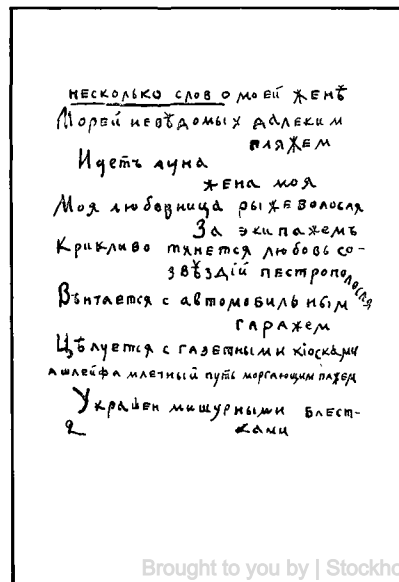 несколько слов о моей женѣ
Морей невѣдомых далеким
пляжем
Идетъ луна
жена моя
Моя любовница рыжеволосая
За экипажемъ
Крикливо тянется любовь со-
звѣздій пестрополосая
Вѣнчается с автомобильным
гаражем
Цѣлуется с газетными кіосками
а шлейфа млечный путь моргающим пажем
Украшен мишурными блест-
2 ками
Brought to you by | Stockho